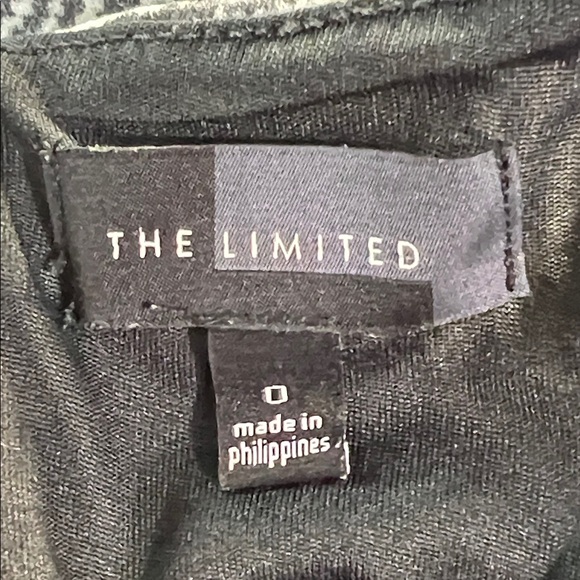 THE LIMITED
0
made in
philippines